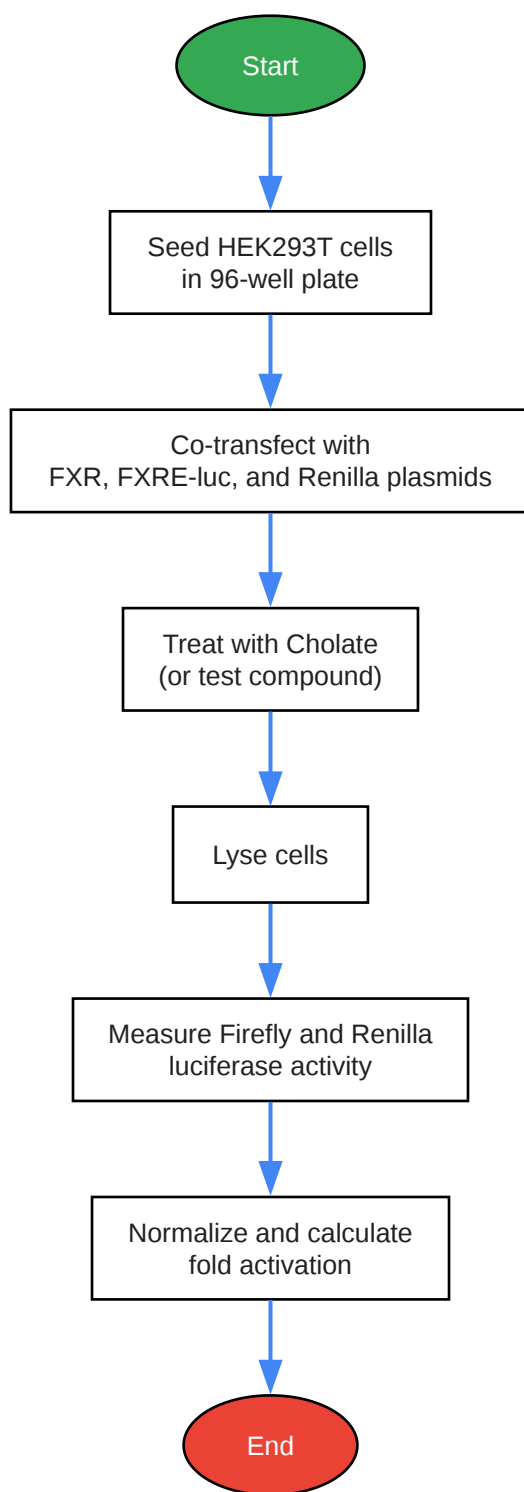 Start
Seed HEK293T cells
in 96-well plate
Co-transfect with
FXR, FXRE-luc, and Renilla plasmids
Treat with Cholate
(or test compound)
Lyse cells
Measure Firefly and Renilla
luciferase activity
Normalize and calculate
fold activation
End